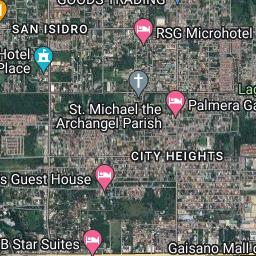 GOODS TRADING
SAN ISIDRO
RSG Microhotel
Hotel
Place
St. Michael the
Archangel Parish
Palmera Ga
La
CITY HEIGHTS
s Guest House
B Star Suites
Gaisano Mall o